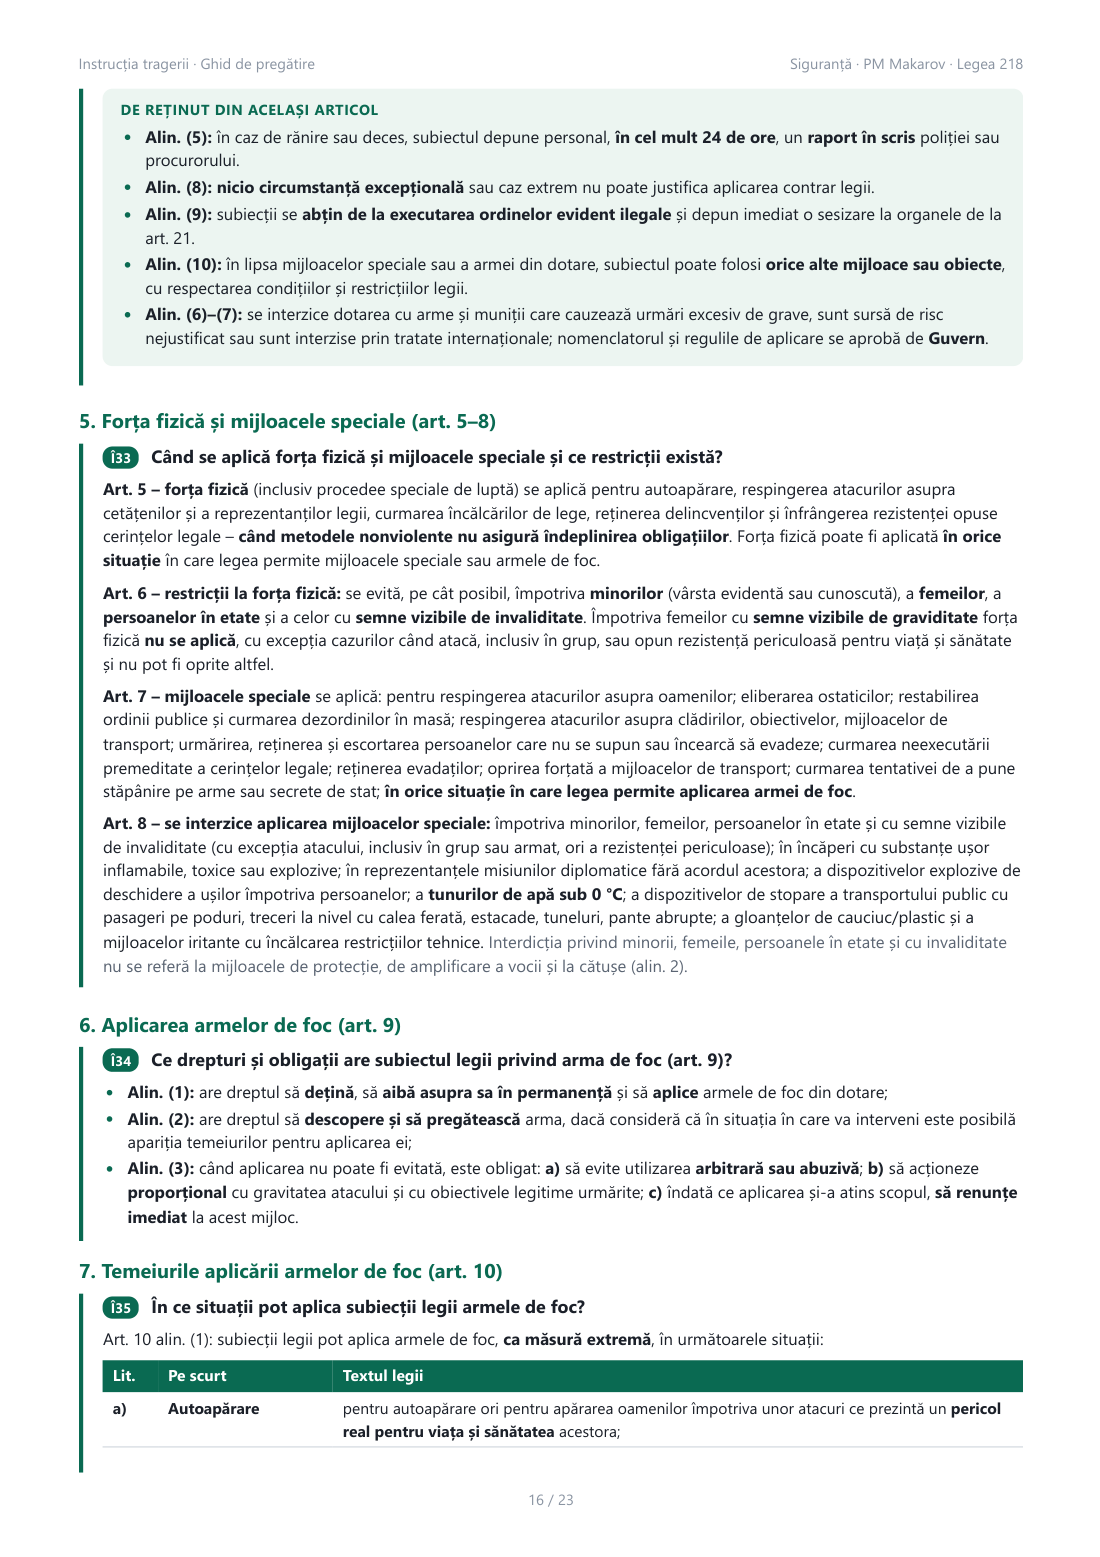 Instrucția tragerii · Ghid de pregătire
Siguranță · PM Makarov · Legea 218
DE REȚINUT DIN ACELAȘI ARTICOL
• Alin. (5): în caz de rănire sau deces, subiectul depune personal, în cel mult 24 de ore, un raport în scris poliției sau
procurorului.
• Alin. (8): nicio circumstanță excepțională sau caz extrem nu poate justifica aplicarea contrar legii.
• Alin. (9): subiecții se abțin de la executarea ordinelor evident ilegale și depun imediat o sesizare la organele de la
art. 21.
• Alin. (10): în lipsa mijloacelor speciale sau a armei din dotare, subiectul poate folosi orice alte mijloace sau obiecte,
cu respectarea condițiilor și restricțiilor legii.
• Alin. (6)–(7): se interzice dotarea cu arme și muniții care cauzează urmări excesiv de grave, sunt sursă de risc
nejustificat sau sunt interzise prin tratate internaționale; nomenclatorul și regulile de aplicare se aprobă de Guvern.
5. Forța fizică și mijloacele speciale (art. 5–8)
Î33 Când se aplică forța fizică și mijloacele speciale și ce restricții există?
Art. 5 – forța fizică (inclusiv procedee speciale de luptă) se aplică pentru autoapărare, respingerea atacurilor asupra
cetățenilor și a reprezentanților legii, curmarea încălcărilor de lege, reținerea delincvenților și înfrângerea rezistenței opuse
cerințelor legale – când metodele nonviolente nu asigură îndeplinirea obligațiilor. Forța fizică poate fi aplicată în orice
situație în care legea permite mijloacele speciale sau armele de foc.
Art. 6 – restricții la forța fizică: se evită, pe cât posibil, împotriva minorilor (vârsta evidentă sau cunoscută), a femeilor, a
persoanelor în etate și a celor cu semne vizibile de invaliditate. Împotriva femeilor cu semne vizibile de graviditate forța
fizică nu se aplică, cu excepția cazurilor când atacă, inclusiv în grup, sau opun rezistență periculoasă pentru viață și sănătate
și nu pot fi oprite altfel.
Art. 7 – mijloacele speciale se aplică: pentru respingerea atacurilor asupra oamenilor; eliberarea ostaticilor; restabilirea
ordinii publice și curmarea dezordinilor în masă; respingerea atacurilor asupra clădirilor, obiectivelor, mijloacelor de
transport; urmărirea, reținerea și escortarea persoanelor care nu se supun sau încearcă să evadeze; curmarea neexecutării
premeditate a cerințelor legale; reținerea evadaților; oprirea forțată a mijloacelor de transport; curmarea tentativei de a pune
stăpânire pe arme sau secrete de stat; în orice situație în care legea permite aplicarea armei de foc.
Art. 8 – se interzice aplicarea mijloacelor speciale: împotriva minorilor, femeilor, persoanelor în etate și cu semne vizibile
de invaliditate (cu excepția atacului, inclusiv în grup sau armat, ori a rezistenței periculoase); în încăperi cu substanțe ușor
inflamabile, toxice sau explozive; în reprezentanțele misiunilor diplomatice fără acordul acestora; a dispozitivelor explozive de
deschidere a ușilor împotriva persoanelor; a tunurilor de apă sub 0 °C; a dispozitivelor de stopare a transportului public cu
pasageri pe poduri, treceri la nivel cu calea ferată, estacade, tuneluri, pante abrupte; a gloanțelor de cauciuc/plastic și a
mijloacelor iritante cu încălcarea restricțiilor tehnice. Interdicția privind minorii, femeile, persoanele în etate și cu invaliditate
nu se referă la mijloacele de protecție, de amplificare a vocii și la cătușe (alin. 2).
6. Aplicarea armelor de foc (art. 9)
Î34 Ce drepturi și obligații are subiectul legii privind arma de foc (art. 9)?
• Alin. (1): are dreptul să dețină, să aibă asupra sa în permanență și să aplice armele de foc din dotare;
• Alin. (2): are dreptul să descopere și să pregătească arma, dacă consideră că în situația în care va interveni este posibilă
apariția temeiurilor pentru aplicarea ei;
• Alin. (3): când aplicarea nu poate fi evitată, este obligat: a) să evite utilizarea arbitrară sau abuzivă; b) să acționeze
proporțional cu gravitatea atacului și cu obiectivele legitime urmărite; c) îndată ce aplicarea și-a atins scopul, să renunțe
imediat la acest mijloc.
7. Temeiurile aplicării armelor de foc (art. 10)
Î35 În ce situații pot aplica subiecții legii armele de foc?
Art. 10 alin. (1): subiecții legii pot aplica armele de foc, ca măsură extremă, în următoarele situații:
Lit. Pe scurt Textul legii
a) Autoapărare pentru autoapărare ori pentru apărarea oamenilor împotriva unor atacuri ce prezintă un pericol
real pentru viața și sănătatea acestora;
16 / 23